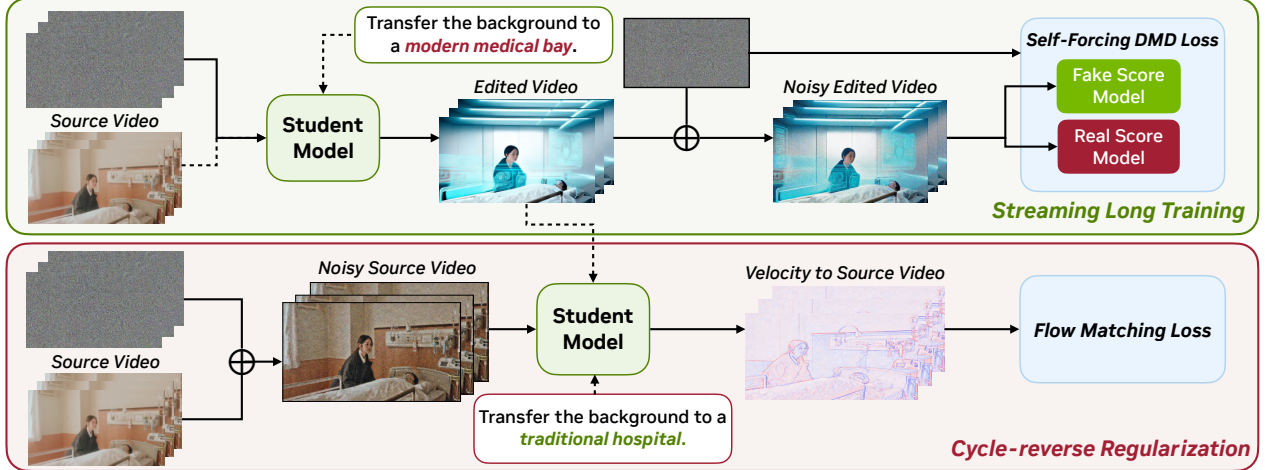 Transfer the background to
a modern medical bay.
Self-Forcing DMD Loss
Fake Score
Model
Real Score
Model
Source Video
Student
Model
Edited Video
Noisy Edited Video
Streaming Long Training
Noisy Source Video
Velocity to Source Video
Source Video
Student
Model
Flow Matching Loss
Transfer the background to a
traditional hospital.
Cycle-reverse Regularization